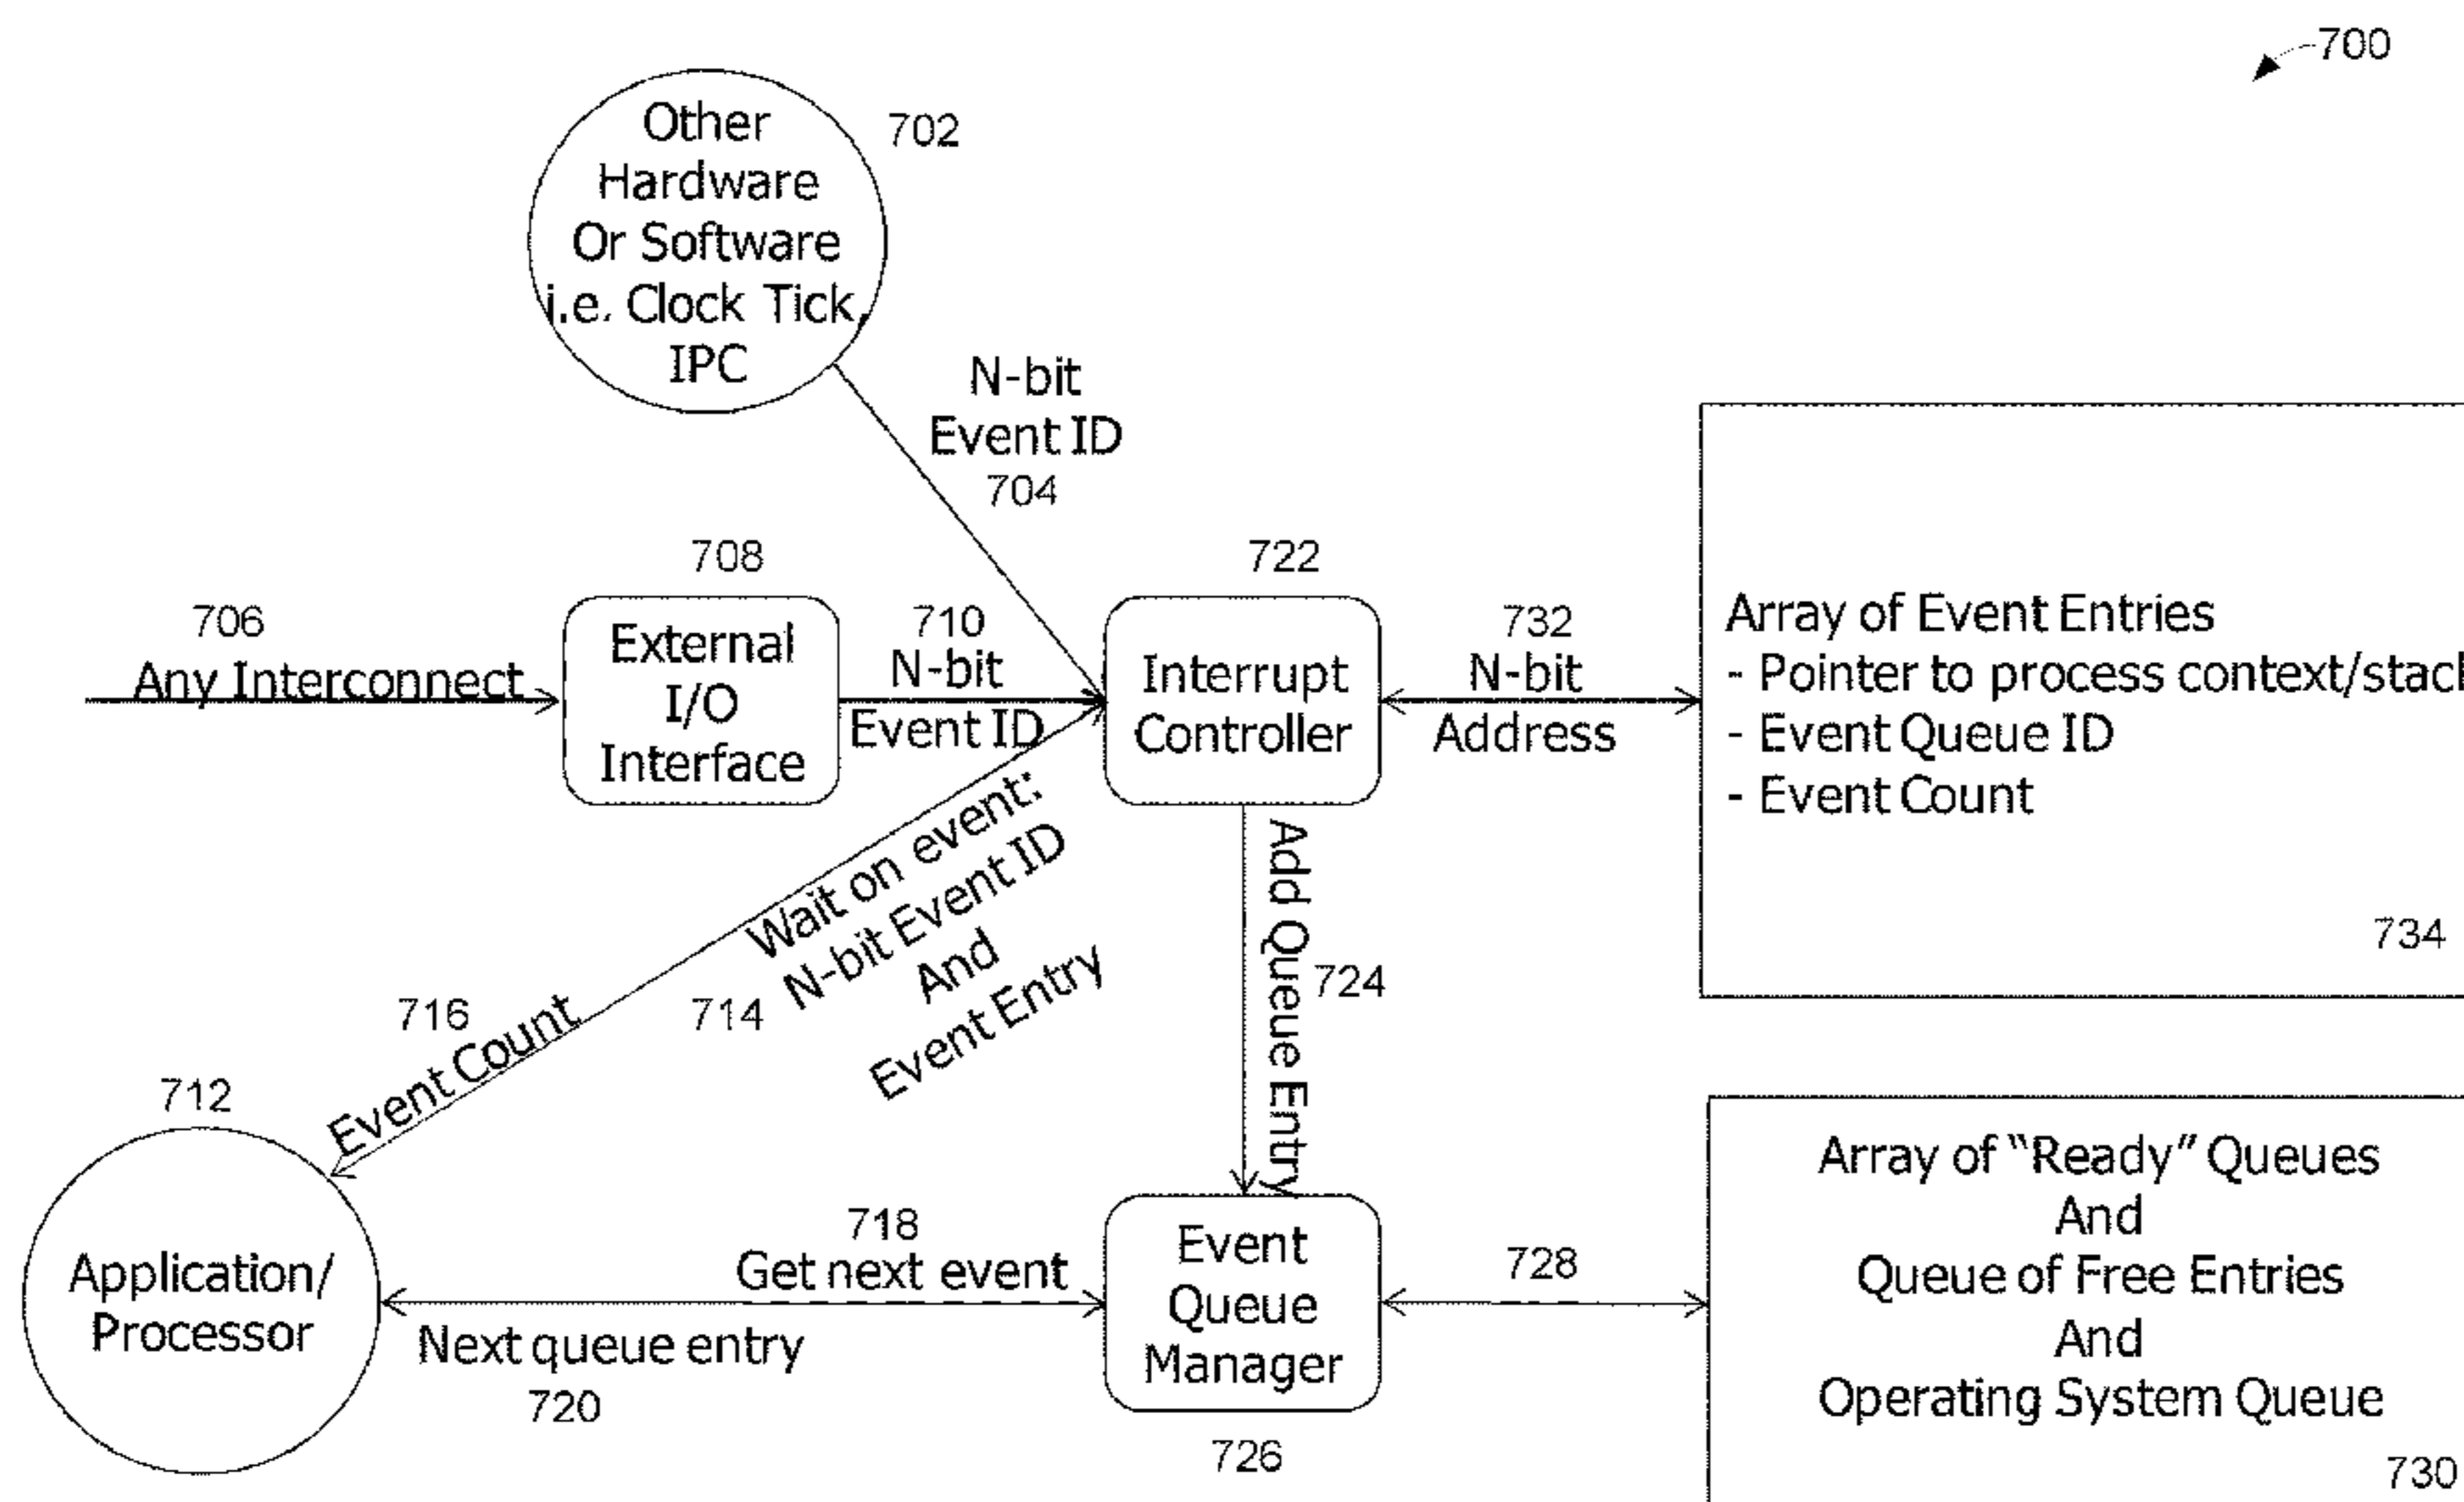 700
Other
Hardware
Or Software
i.e. Clock Tick,
IPC
702
N-bit
Event ID
704
706
Any Interconnect
708
External
I/O
Interface
710
N-bit
Event ID
722
Interrupt
Controller
732
N-bit
Address
Array of Event Entries
- Pointer to process context/stack
- Event Queue ID
- Event Count
734
Wait on event:
N-bit Event ID
And
Event Entry
714
716
Event Count
Add Queue Entry
724
712
Application/
Processor
718
Get next event
Next queue entry
720
Event
Queue
Manager
726
728
Array of “Ready” Queues
And
Queue of Free Entries
And
Operating System Queue
730